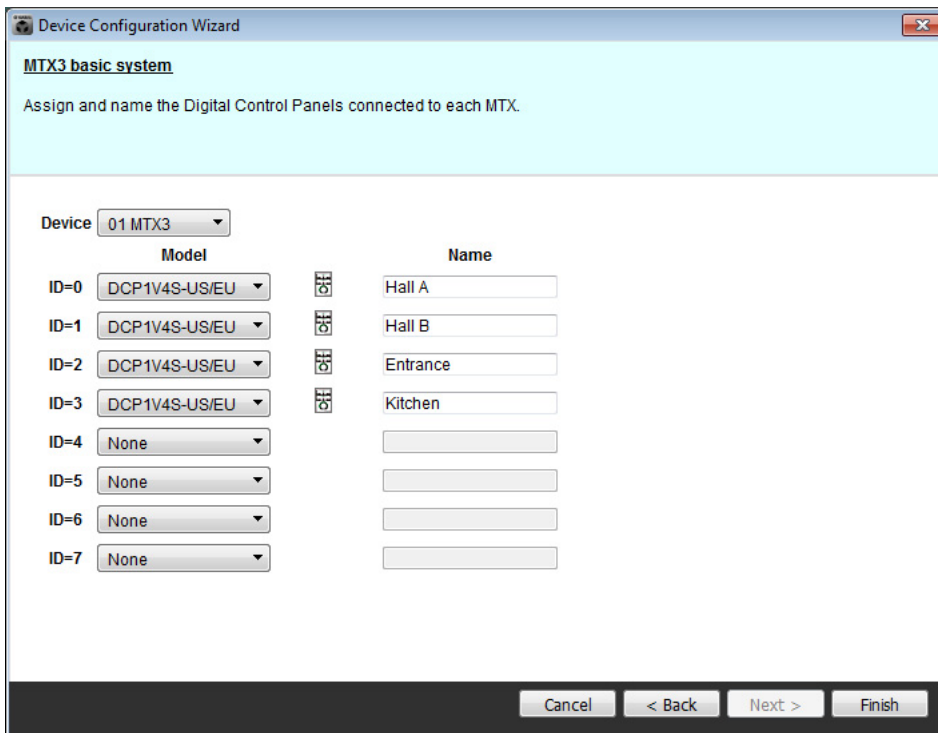 Device Configuration Wizard
MTX3 basic system
Assign and name the Digital Control Panels connected to each MTX.
Device 01 MTX3
Model Name
ID=0 DCP1V4S-US/EU Hall A
ID=1 DCP1V4S-US/EU Hall B
ID=2 DCP1V4S-US/EU Entrance
ID=3 DCP1V4S-US/EU Kitchen
ID=4 None
ID=5 None
ID=6 None
ID=7 None
Cancel < Back Next > Finish